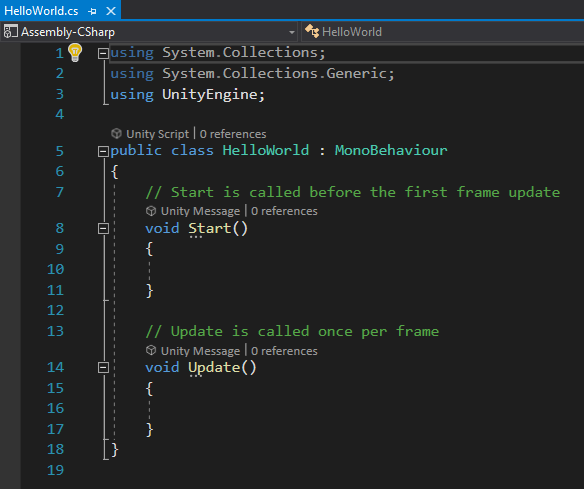 HelloWorld.cs
Assembly-CSharp HelloWorld
1 using System.Collections;
2 using System.Collections.Generic;
3 using UnityEngine;
4
Unity Script | 0 references
5 public class HelloWorld : MonoBehaviour
6 {
7 // Start is called before the first frame update
Unity Message | 0 references
8 void Start()
9 {
10
11 }
12
13 // Update is called once per frame
Unity Message | 0 references
14 void Update()
15 {
16
17 }
18 }
19